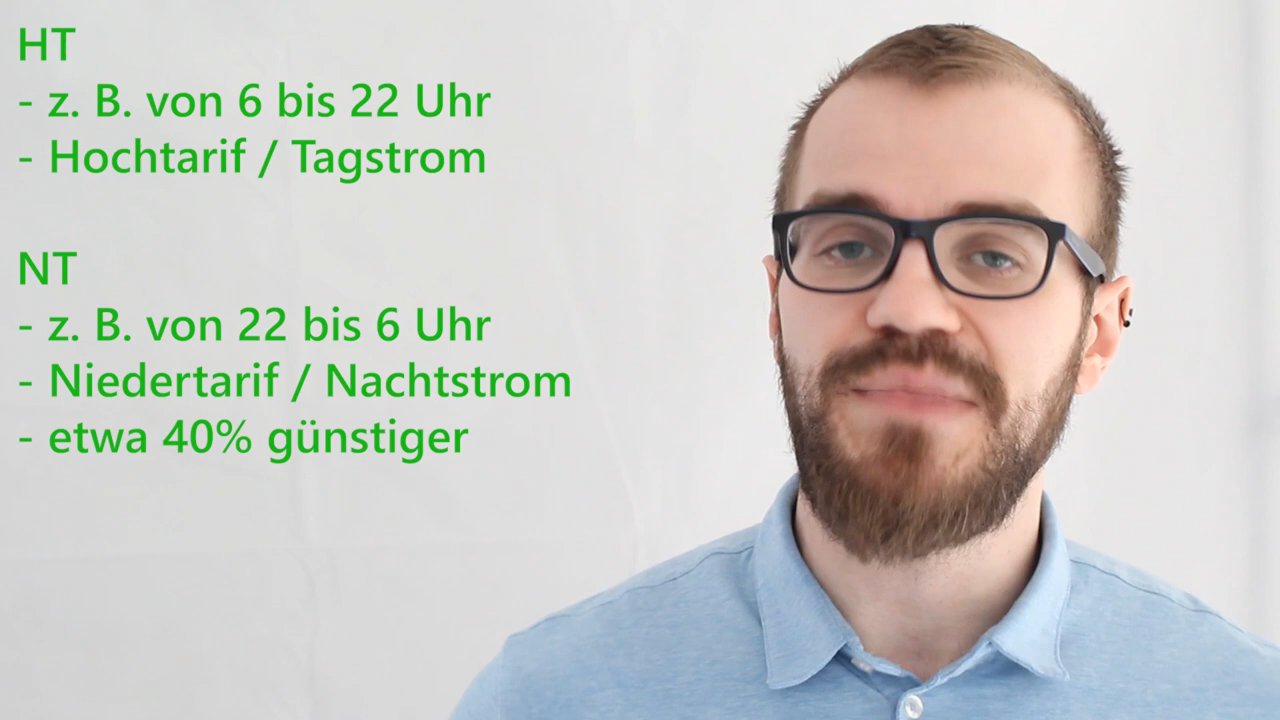 HT
- z. B. von 6 bis 22 Uhr
- Hochtarif / Tagstrom
NT
- z. B. von 22 bis 6 Uhr
- Niedertarif / Nachtstrom
- etwa 40% günstiger